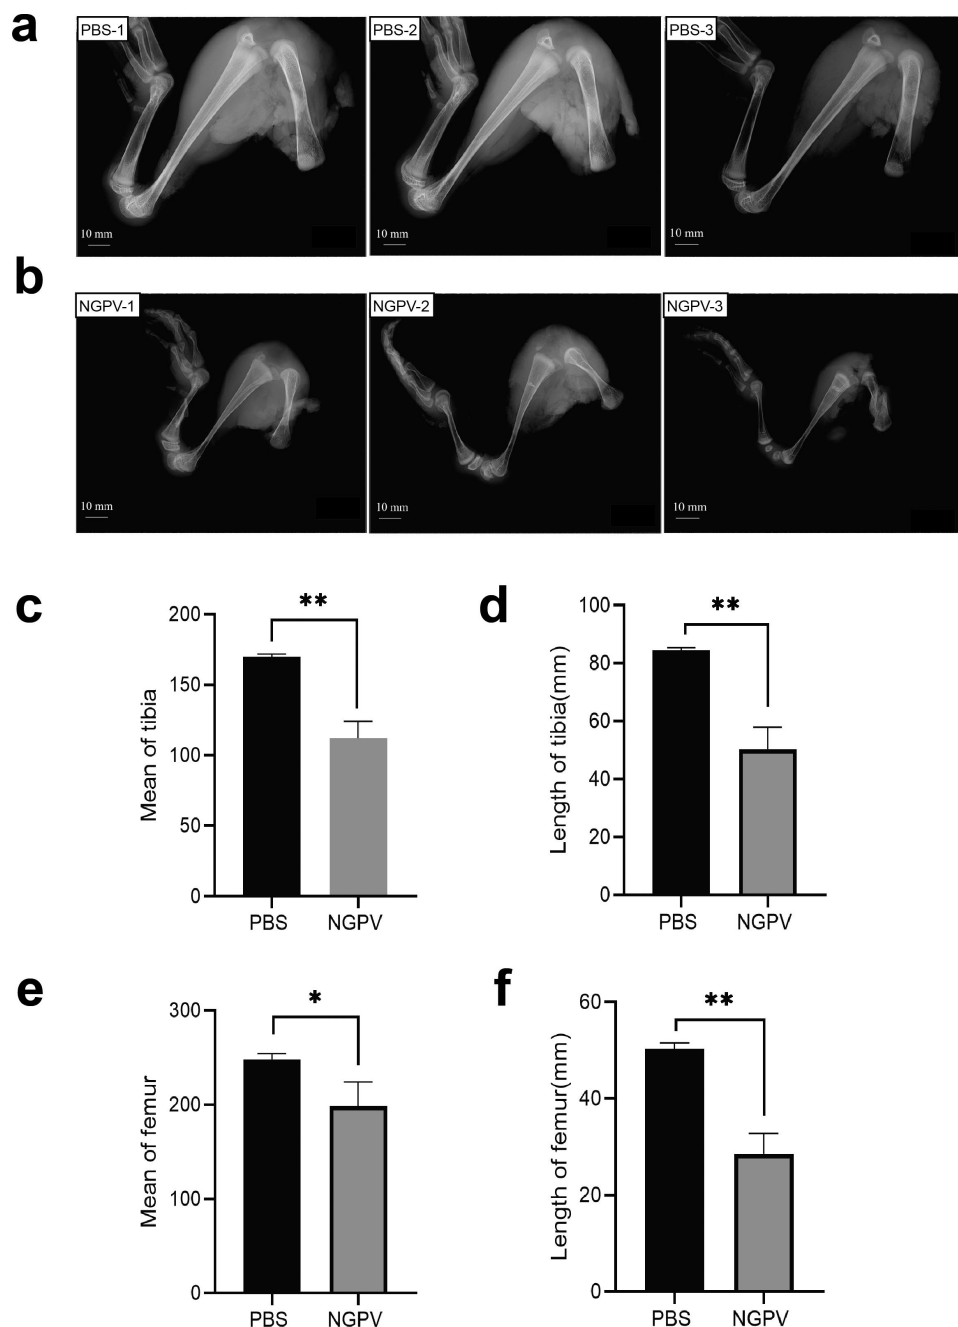 a
PBS-1
PBS-2
PBS-3
10 mm
10 mm
10 mm
b
NGPV-1
NGPV-2
NGPV-3
10 mm
10 mm
10 mm
c
**
200
150
100
50
0
Mean of tibia
PBS
NGPV
d
**
100
80
60
40
20
0
Length of tibia(mm)
PBS
NGPV
e
*
300
200
100
0
Mean of femur
PBS
NGPV
f
**
60
40
20
0
Length of femur(mm)
PBS
NGPV